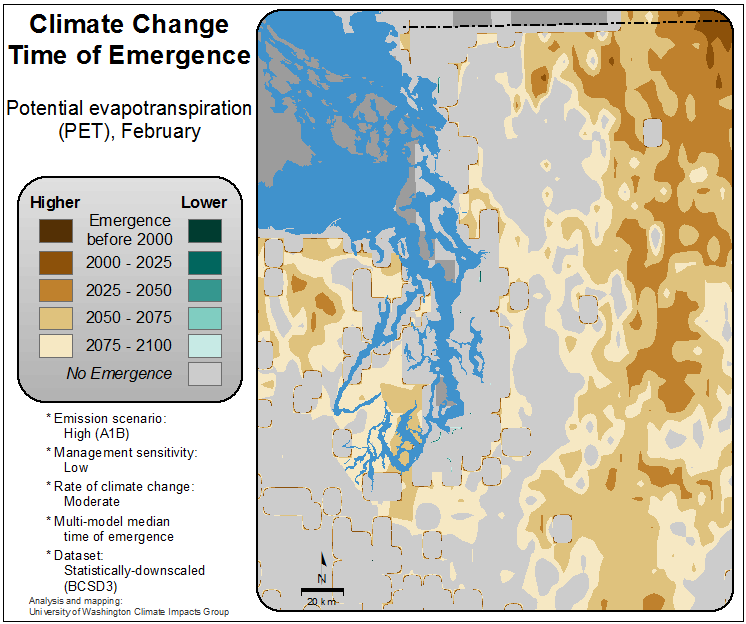 Climate Change
Time of Emergence
Potential evapotranspiration
(PET), February
Higher Lower
Emergence
before 2000
2000 - 2025
2025 - 2050
2050 - 2075
2075 - 2100
No Emergence
* Emission scenario:
High (A1B)
* Management sensitivity:
Low
* Rate of climate change:
Moderate
* Multi-model median
time of emergence
* Dataset:
Statistically-downscaled
(BCSD3)
Analysis and mapping:
University of Washington Climate Impacts Group
N
20 km